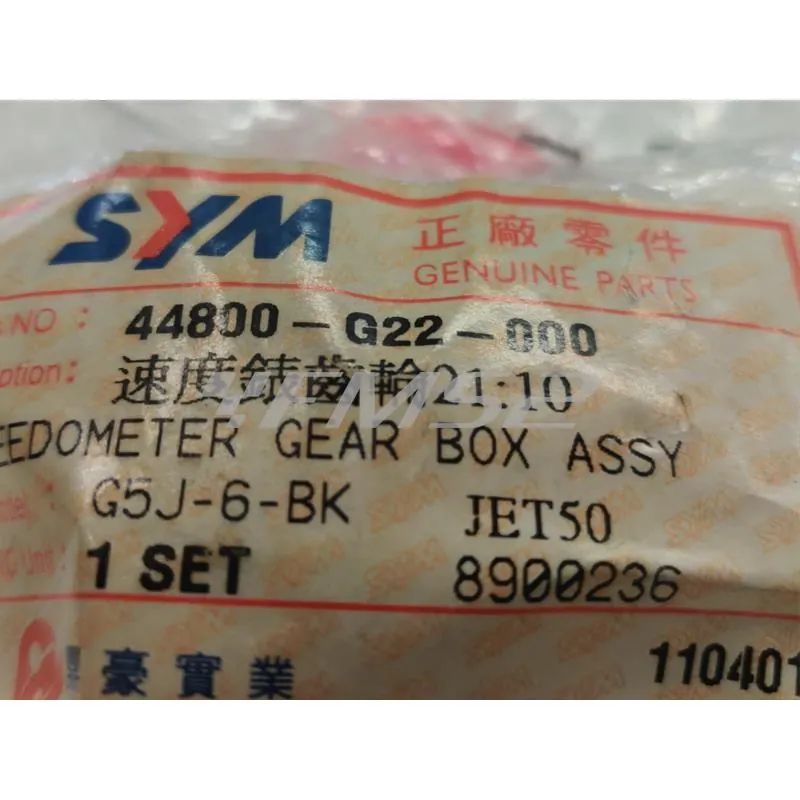 SYM 正廠零件
GENUINE PARTS
NO : 44800-G22-000
ption: 速度錶齒輪21:10
EEDOMETER GEAR BOX ASSY
G5J-6-BK JET50
1 SET 8900236
豪實業 110401